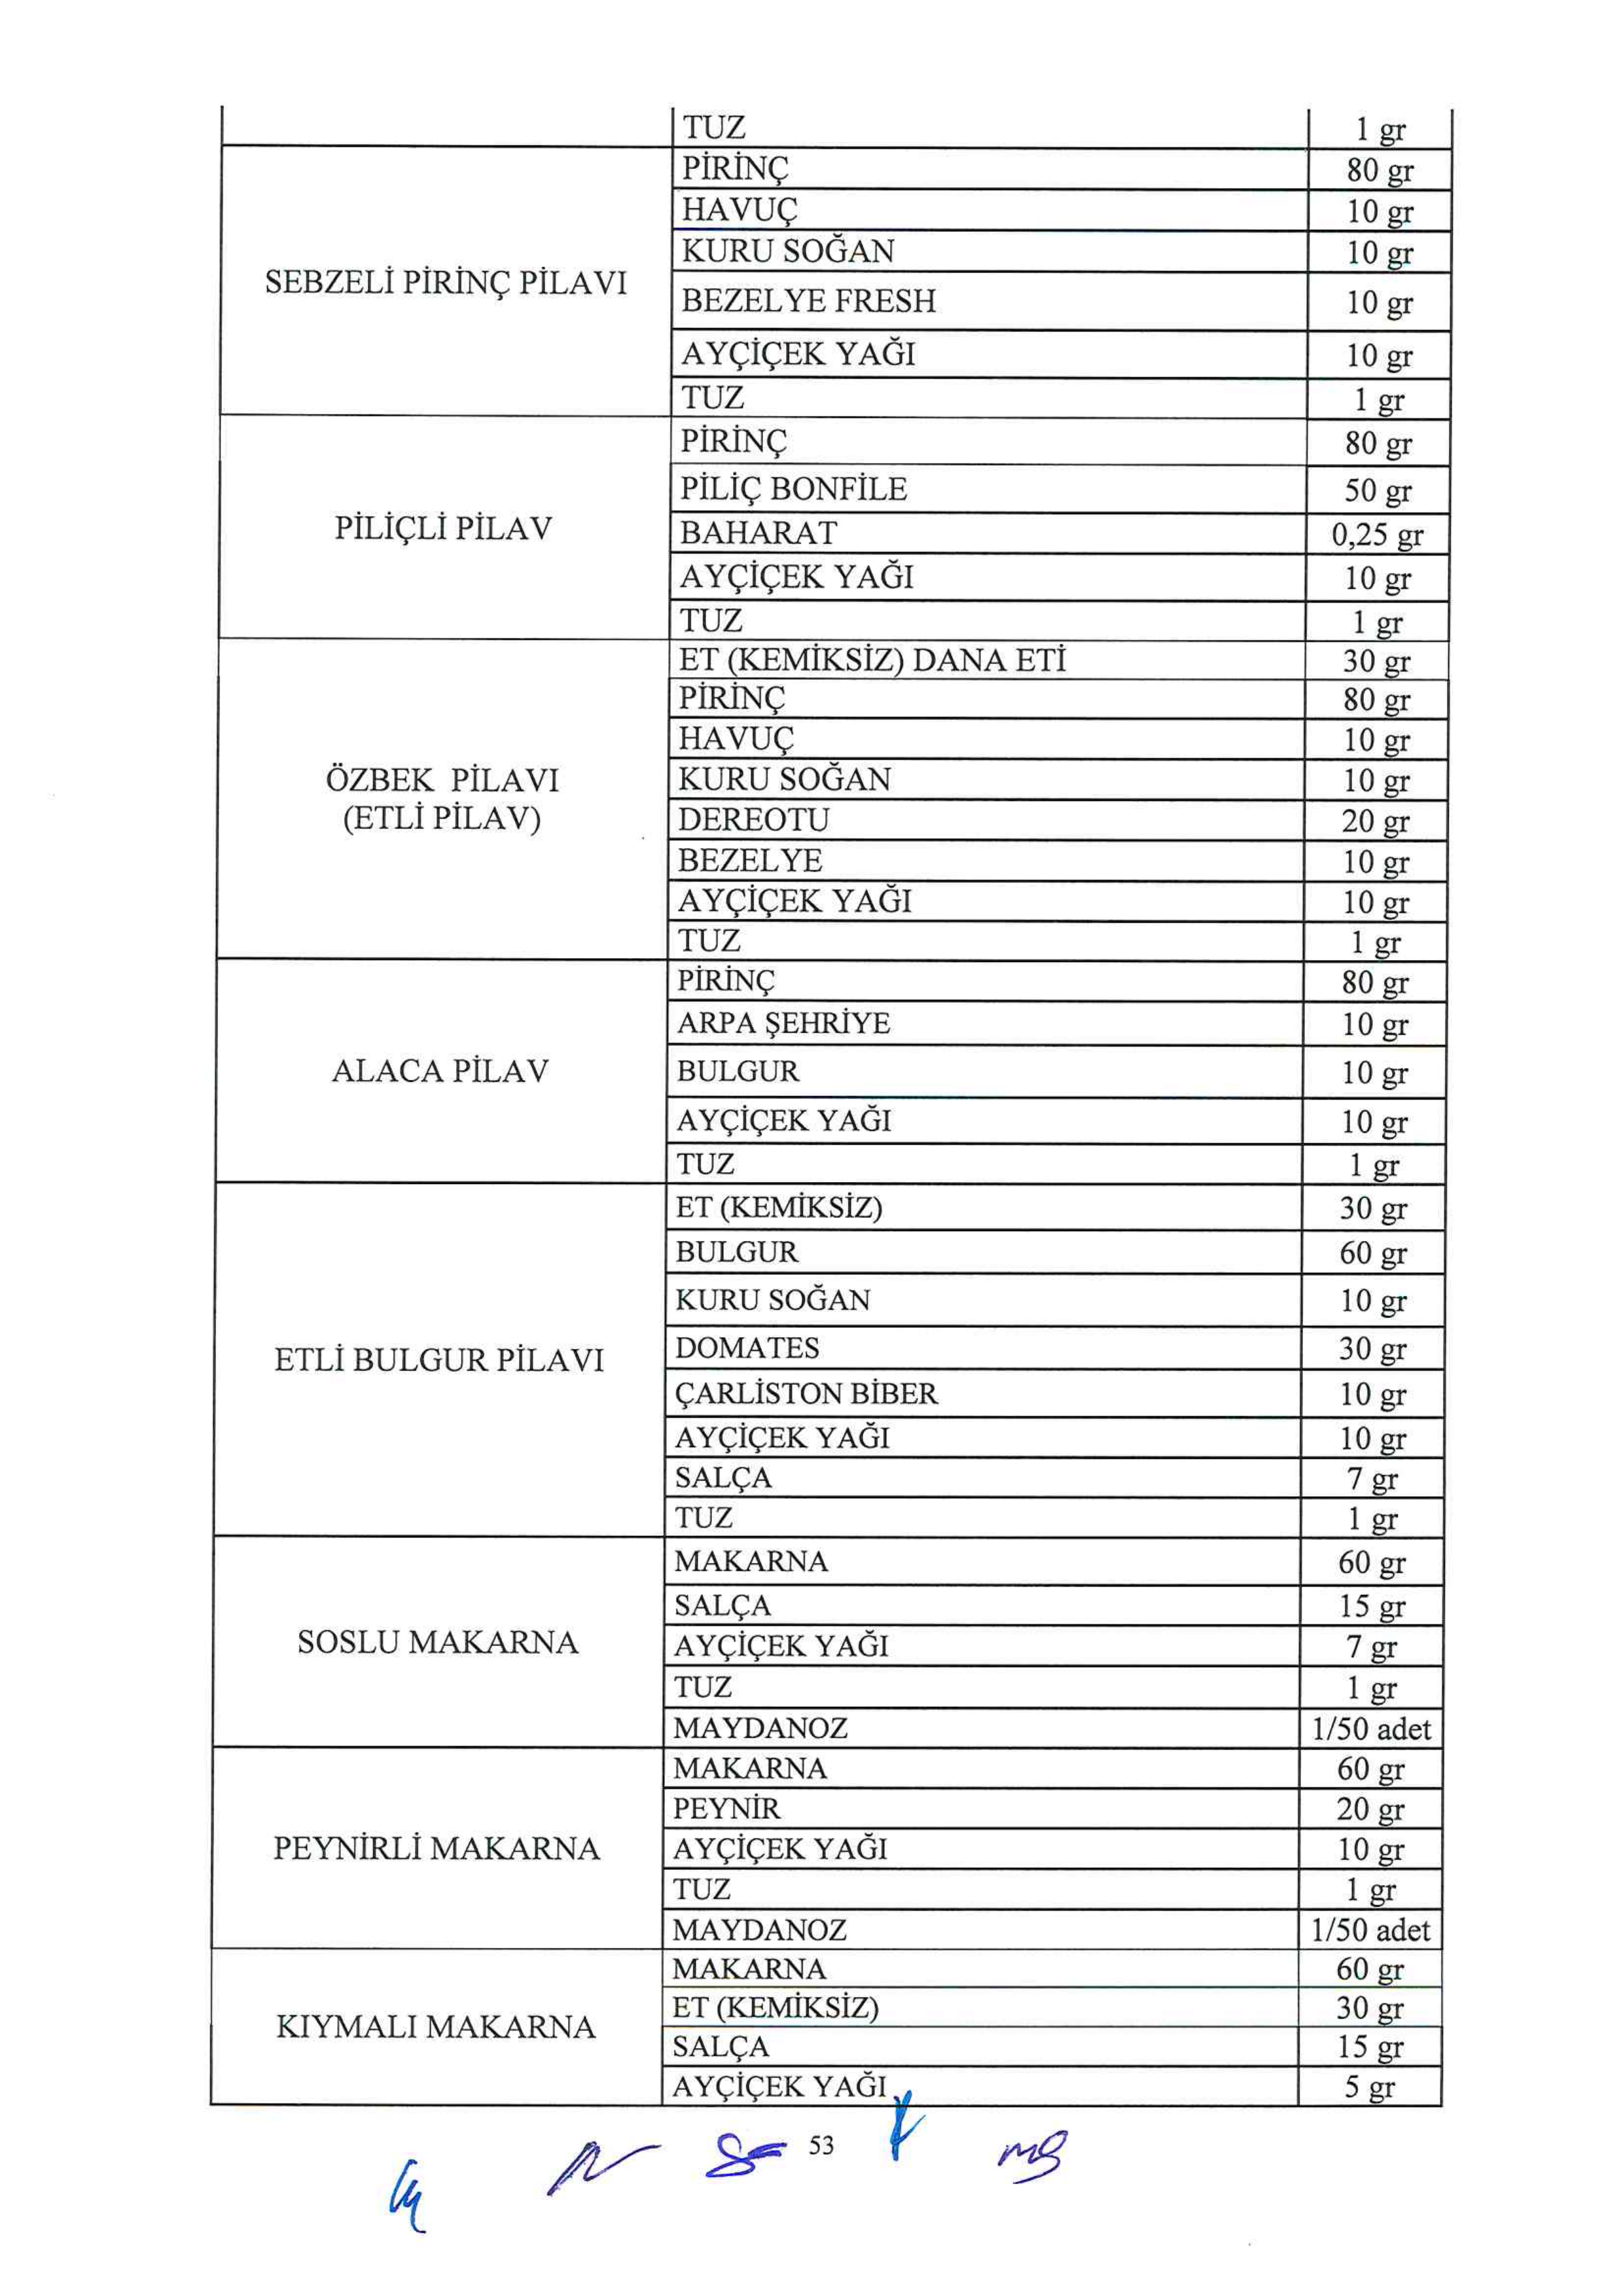 TUZ 1 gr
SEBZELİ PİRİNÇ PİLAVI
PİRİNÇ 80 gr
HAVUÇ 10 gr
KURU SOĞAN 10 gr
BEZELYE FRESH 10 gr
AYÇİÇEK YAĞI 10 gr
TUZ 1 gr
PİLİÇLİ PİLAV
PİRİNÇ 80 gr
PİLİÇ BONFİLE 50 gr
BAHARAT 0,25 gr
AYÇİÇEK YAĞI 10 gr
TUZ 1 gr
ÖZBEK PİLAVI
(ETLİ PİLAV)
ET (KEMİKSİZ) DANA ETİ 30 gr
PİRİNÇ 80 gr
HAVUÇ 10 gr
KURU SOĞAN 10 gr
DEREOTU 20 gr
BEZELYE 10 gr
AYÇİÇEK YAĞI 10 gr
TUZ 1 gr
ALACA PİLAV
PİRİNÇ 80 gr
ARPA ŞEHRİYE 10 gr
BULGUR 10 gr
AYÇİÇEK YAĞI 10 gr
TUZ 1 gr
ETLİ BULGUR PİLAVI
ET (KEMİKSİZ) 30 gr
BULGUR 60 gr
KURU SOĞAN 10 gr
DOMATES 30 gr
ÇARLİSTON BİBER 10 gr
AYÇİÇEK YAĞI 10 gr
SALÇA 7 gr
TUZ 1 gr
SOSLU MAKARNA
MAKARNA 60 gr
SALÇA 15 gr
AYÇİÇEK YAĞI 7 gr
TUZ 1 gr
MAYDANOZ 1/50 adet
PEYNİRLİ MAKARNA
MAKARNA 60 gr
PEYNİR 20 gr
AYÇİÇEK YAĞI 10 gr
TUZ 1 gr
MAYDANOZ 1/50 adet
KIYMALI MAKARNA
MAKARNA 60 gr
ET (KEMİKSİZ) 30 gr
SALÇA 15 gr
AYÇİÇEK YAĞI 5 gr
53